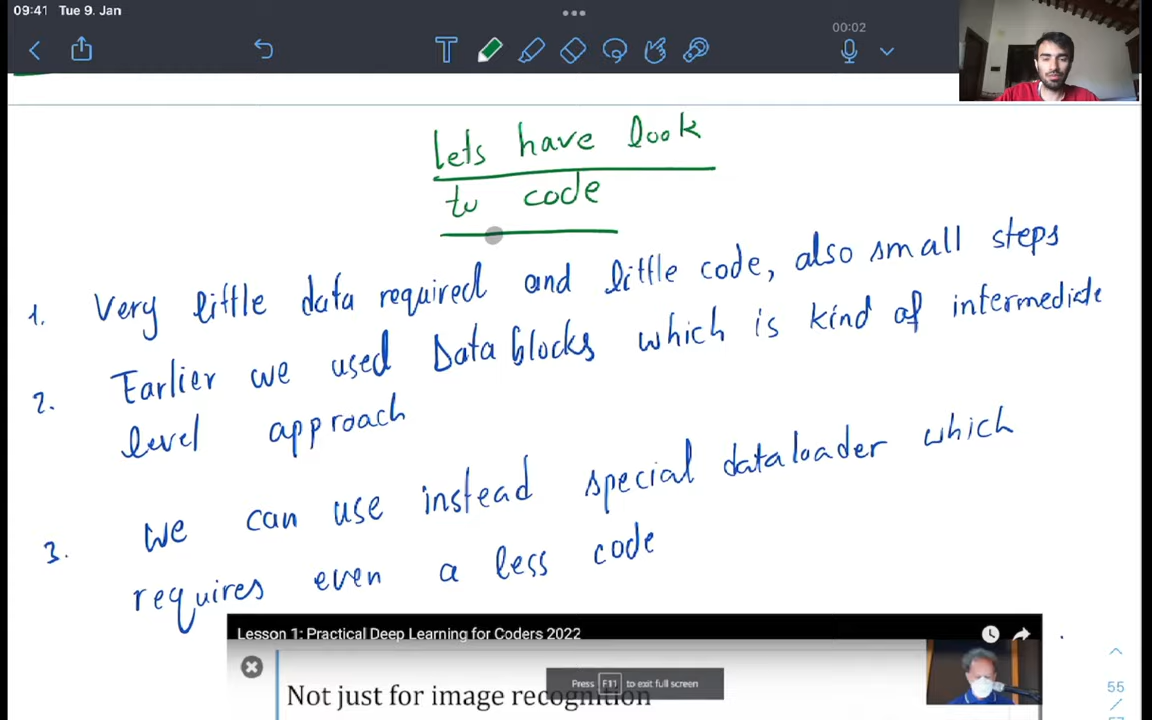 09:41 Tue 9. Jan
00:02
lets have look
to code
1. Very little data required and little code, also small steps
2. Earlier we used Data blocks which is kind of intermediate
level approach
3. we can use instead special dataloader which
requires even a less code
Lesson 1: Practical Deep Learning for Coders 2022
Press F11 to exit full screen
Not just for image recognition
55